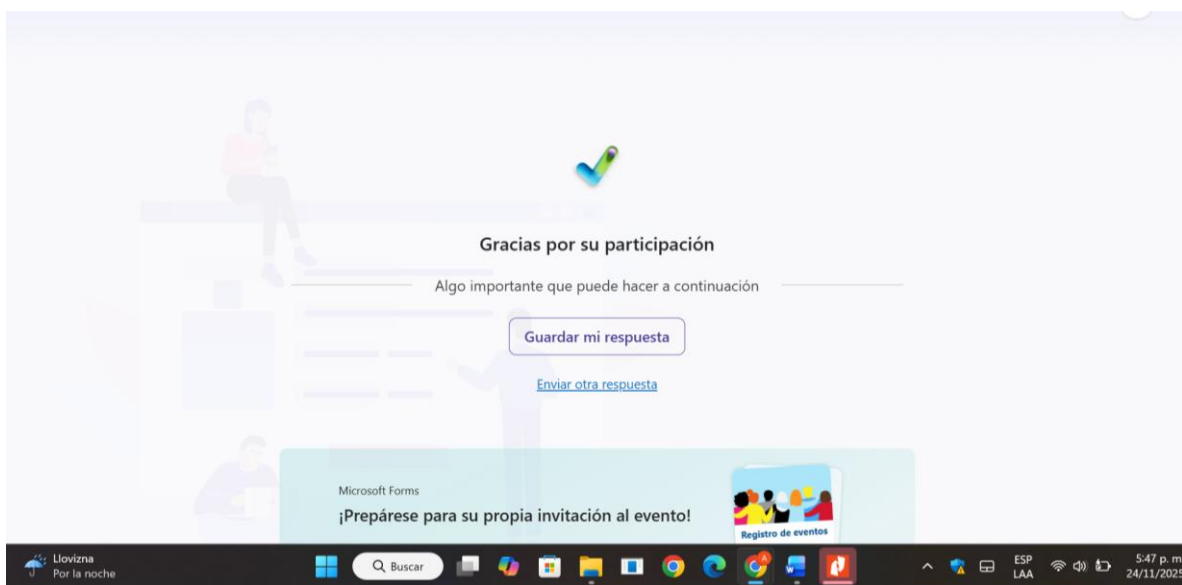 Gracias por su participación
Algo importante que puede hacer a continuación
Guardar mi respuesta
Enviar otra respuesta
Microsoft Forms
¡Prepárese para su propia invitación al evento!
Registro de eventos
Llovizna
Por la noche
Buscar
ESP
LAA
5:47 p. m
24/11/2025